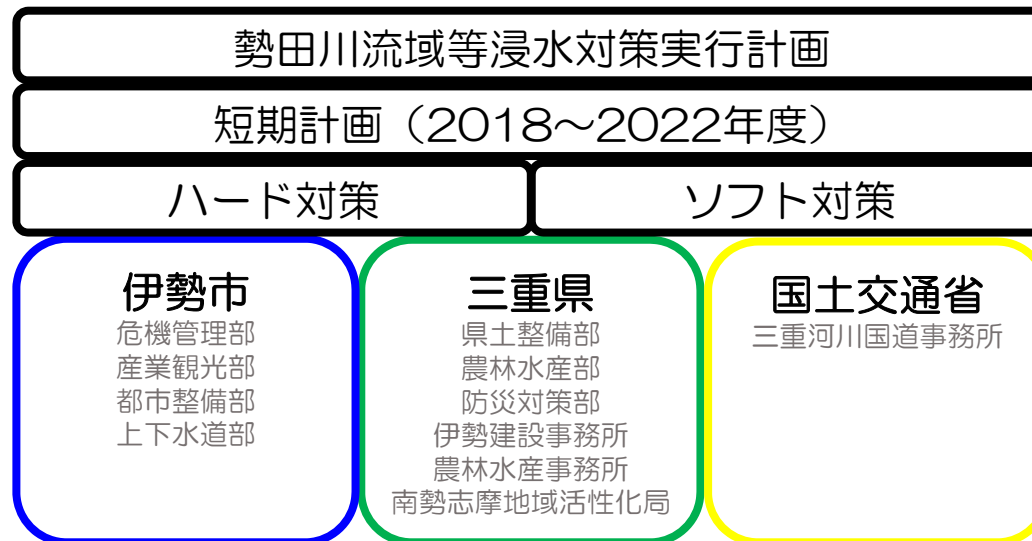 勢田川流域等浸水対策実行計画
短期計画（2018～2022年度）
ハード対策
ソフト対策
伊勢市
危機管理部
産業観光部
都市整備部
上下水道部
三重県
県土整備部
農林水産部
防災対策部
伊勢建設事務所
農林水産事務所
南勢志摩地域活性化局
国土交通省
三重河川国道事務所